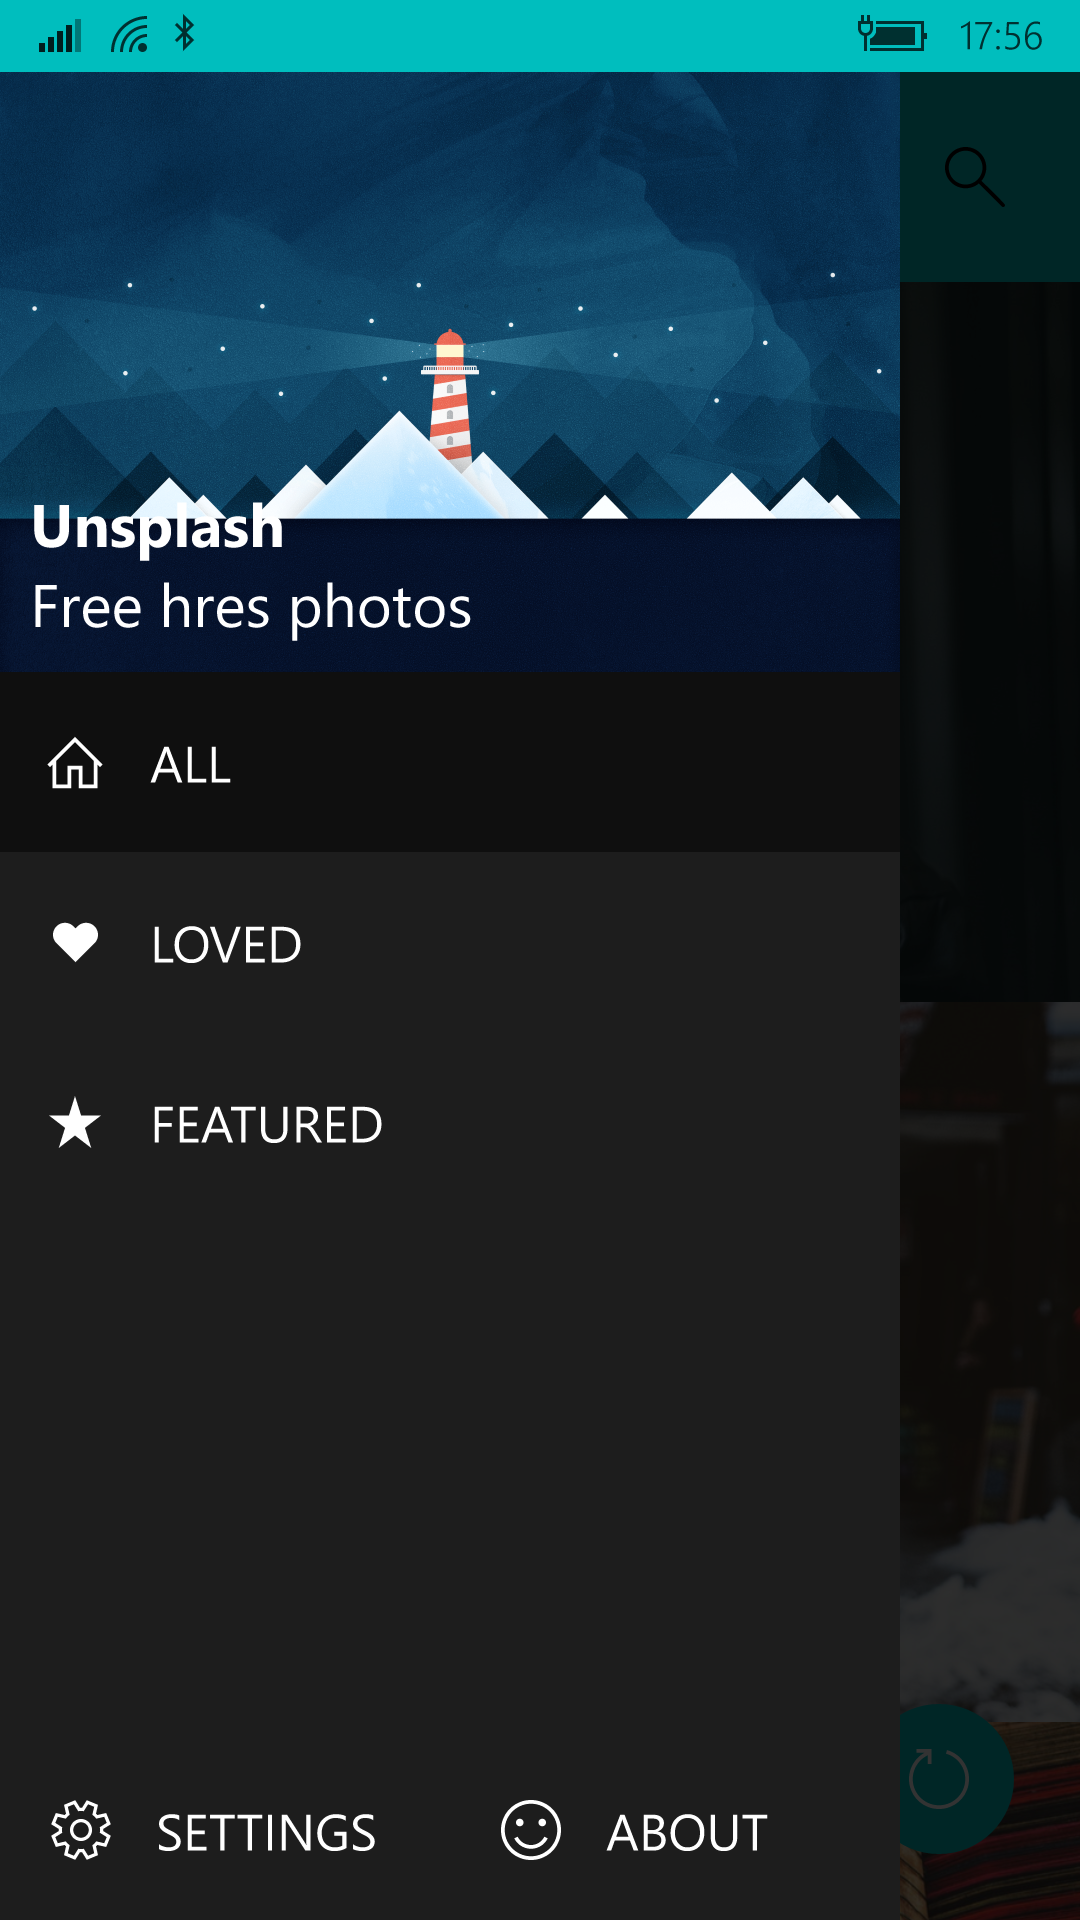 17:56
Unsplash
Free hres photos
ALL
LOVED
FEATURED
SETTINGS ABOUT